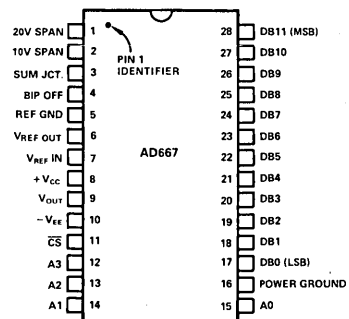 20V SPAN 1 28 DB11 (MSB)
10V SPAN 2 PIN 1 27 DB10
SUM JCT. 3 IDENTIFIER 26 DB9
BIP OFF 4 25 DB8
REF GND 5 24 DB7
VREF OUT 6 23 DB6
VREF IN 7 AD667 22 DB5
+VCC 8 21 DB4
VOUT 9 20 DB3
−VEE 10 19 DB2
C̅S̅ 11 18 DB1
A3 12 17 DB0 (LSB)
A2 13 16 POWER GROUND
A1 14 15 A0